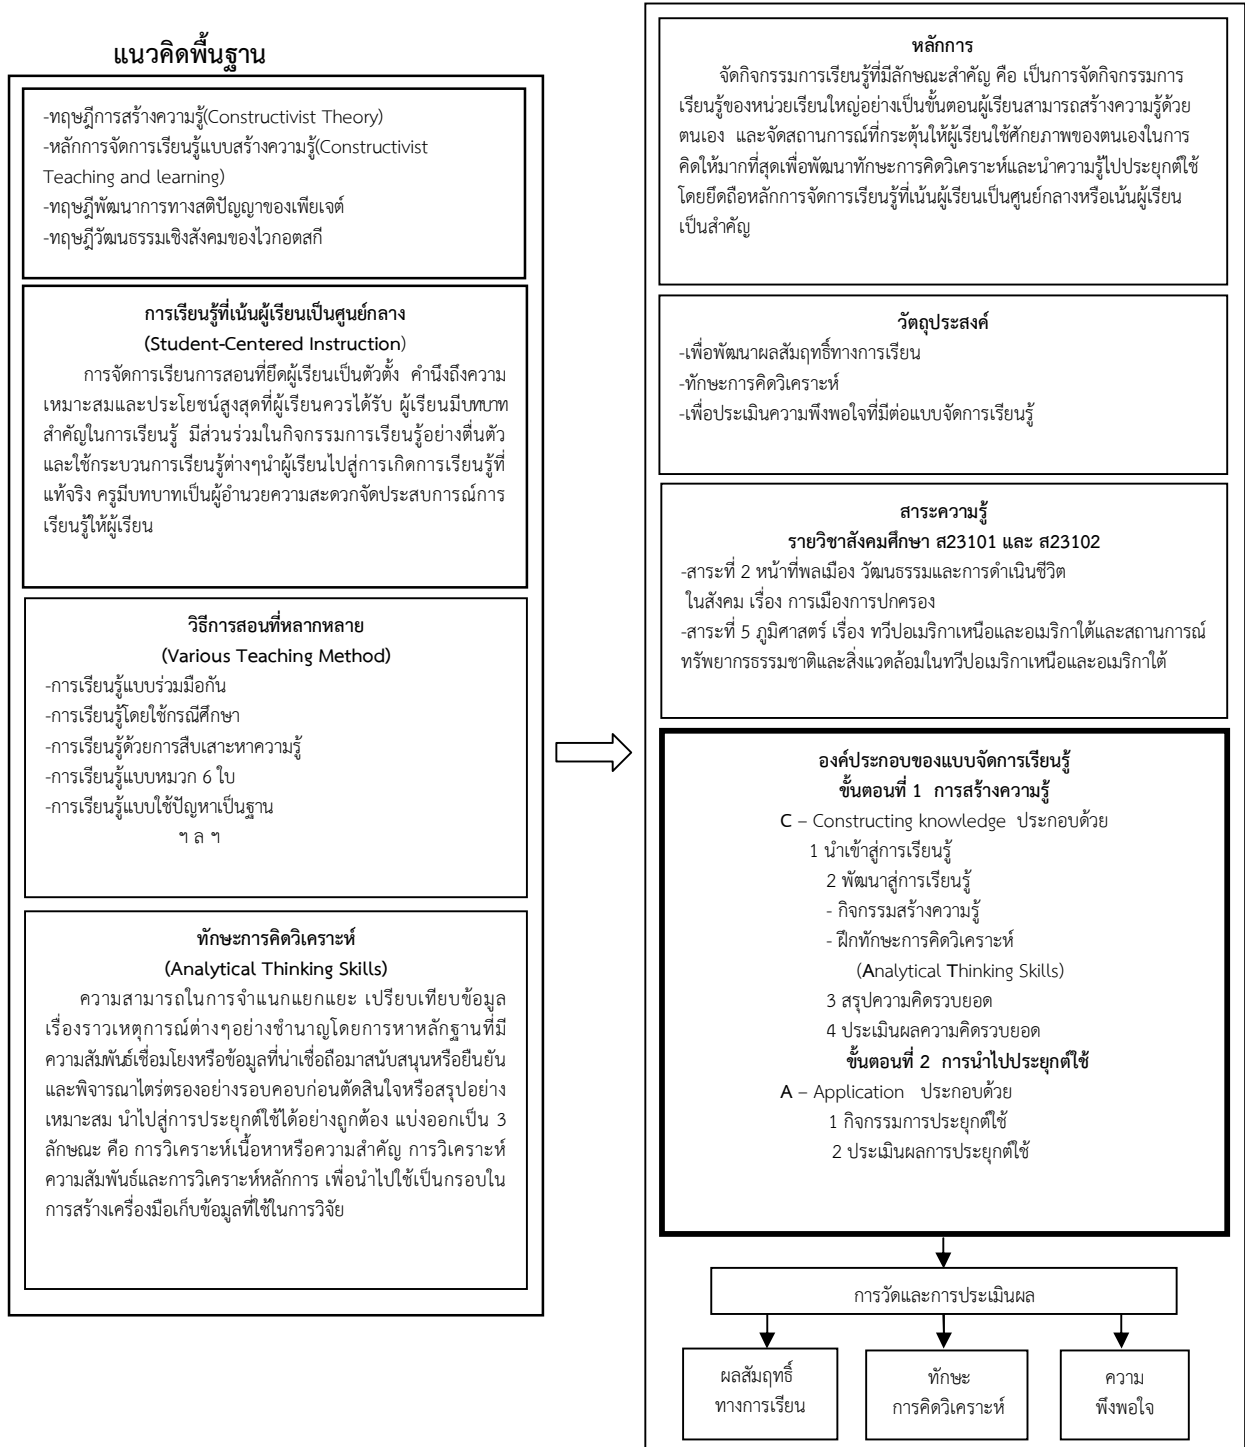 แนวคิดพื้นฐาน
-ทฤษฎีการสร้างความรู้(Constructivist Theory)
-หลักการจัดการเรียนรู้แบบสร้างความรู้(Constructivist
Teaching and learning)
-ทฤษฎีพัฒนาการทางสติปัญญาของเพียเจต์
-ทฤษฎีวัฒนธรรมเชิงสังคมของไวกอตสกี
การเรียนรู้ที่เน้นผู้เรียนเป็นศูนย์กลาง
(Student-Centered Instruction)
การจัดการเรียนการสอนที่ยึดผู้เรียนเป็นตัวตั้ง คำนึงถึงความ
เหมาะสมและประโยชน์สูงสุดที่ผู้เรียนควรได้รับ ผู้เรียนมีบทบาท
สำคัญในการเรียนรู้ มีส่วนร่วมในกิจกรรมการเรียนรู้อย่างตื่นตัว
และใช้กระบวนการเรียนรู้ต่างๆนำผู้เรียนไปสู่การเกิดการเรียนรู้ที่
แท้จริง ครูมีบทบาทเป็นผู้อำนวยความสะดวกจัดประสบการณ์การ
เรียนรู้ให้ผู้เรียน
วิธีการสอนที่หลากหลาย
(Various Teaching Method)
-การเรียนรู้แบบร่วมมือกัน
-การเรียนรู้โดยใช้กรณีศึกษา
-การเรียนรู้ด้วยการสืบเสาะหาความรู้
-การเรียนรู้แบบหมวก 6 ใบ
-การเรียนรู้แบบใช้ปัญหาเป็นฐาน
ฯ ล ฯ
ทักษะการคิดวิเคราะห์
(Analytical Thinking Skills)
ความสามารถในการจำแนกแยกแยะ เปรียบเทียบข้อมูล
เรื่องราวเหตุการณ์ต่างๆอย่างชำนาญโดยการหาหลักฐานที่มี
ความสัมพันธ์เชื่อมโยงหรือข้อมูลที่น่าเชื่อถือมาสนับสนุนหรือยืนยัน
และพิจารณาไตร่ตรองอย่างรอบคอบก่อนตัดสินใจหรือสรุปอย่าง
เหมาะสม นำไปสู่การประยุกต์ใช้ได้อย่างถูกต้อง แบ่งออกเป็น 3
ลักษณะ คือ การวิเคราะห์เนื้อหาหรือความสำคัญ การวิเคราะห์
ความสัมพันธ์และการวิเคราะห์หลักการ เพื่อนำไปใช้เป็นกรอบใน
การสร้างเครื่องมือเก็บข้อมูลที่ใช้ในการวิจัย
หลักการ
จัดกิจกรรมการเรียนรู้ที่มีลักษณะสำคัญ คือ เป็นการจัดกิจกรรมการ
เรียนรู้ของหน่วยเรียนใหญ่อย่างเป็นขั้นตอนผู้เรียนสามารถสร้างความรู้ด้วย
ตนเอง และจัดสถานการณ์ที่กระตุ้นให้ผู้เรียนใช้ศักยภาพของตนเองในการ
คิดให้มากที่สุดเพื่อพัฒนาทักษะการคิดวิเคราะห์และนำความรู้ไปประยุกต์ใช้
โดยยึดถือหลักการจัดการเรียนรู้ที่เน้นผู้เรียนเป็นศูนย์กลางหรือเน้นผู้เรียน
เป็นสำคัญ
วัตถุประสงค์
-เพื่อพัฒนาผลสัมฤทธิ์ทางการเรียน
-ทักษะการคิดวิเคราะห์
-เพื่อประเมินความพึงพอใจที่มีต่อแบบจัดการเรียนรู้
สาระความรู้
รายวิชาสังคมศึกษา ส23101 และ ส23102
-สาระที่ 2 หน้าที่พลเมือง วัฒนธรรมและการดำเนินชีวิต
ในสังคม เรื่อง การเมืองการปกครอง
-สาระที่ 5 ภูมิศาสตร์ เรื่อง ทวีปอเมริกาเหนือและอเมริกาใต้และสถานการณ์
ทรัพยากรธรรมชาติและสิ่งแวดล้อมในทวีปอเมริกาเหนือและอเมริกาใต้
องค์ประกอบของแบบจัดการเรียนรู้
ขั้นตอนที่ 1 การสร้างความรู้
C – Constructing knowledge ประกอบด้วย
1 นำเข้าสู่การเรียนรู้
2 พัฒนาสู่การเรียนรู้
- กิจกรรมสร้างความรู้
- ฝึกทักษะการคิดวิเคราะห์
(Analytical Thinking Skills)
3 สรุปความคิดรวบยอด
4 ประเมินผลความคิดรวบยอด
ขั้นตอนที่ 2 การนำไปประยุกต์ใช้
A – Application ประกอบด้วย
1 กิจกรรมการประยุกต์ใช้
2 ประเมินผลการประยุกต์ใช้
การวัดและการประเมินผล
ผลสัมฤทธิ์
ทางการเรียน
ทักษะ
การคิดวิเคราะห์
ความ
พึงพอใจ